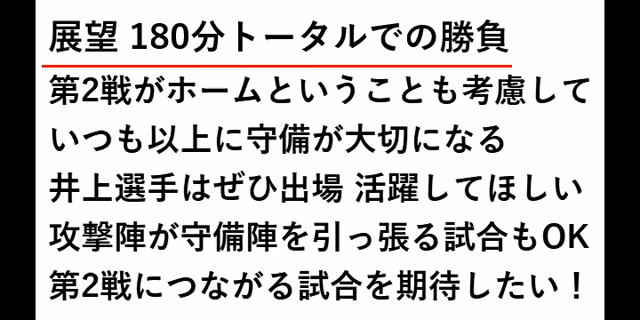 展望 180分トータルでの勝負
第2戦がホームということも考慮して
いつも以上に守備が大切になる
井上選手はぜひ出場 活躍してほしい
攻撃陣が守備陣を引っ張る試合もOK
第2戦につながる試合を期待したい！